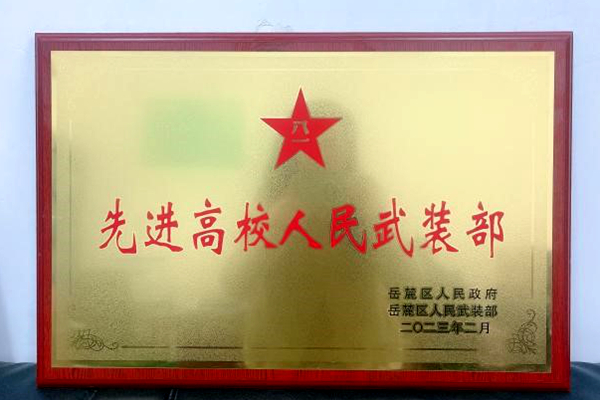 八一
先进高校人民武装部
岳麓区人民政府
岳麓区人民武装部
二〇二三年二月